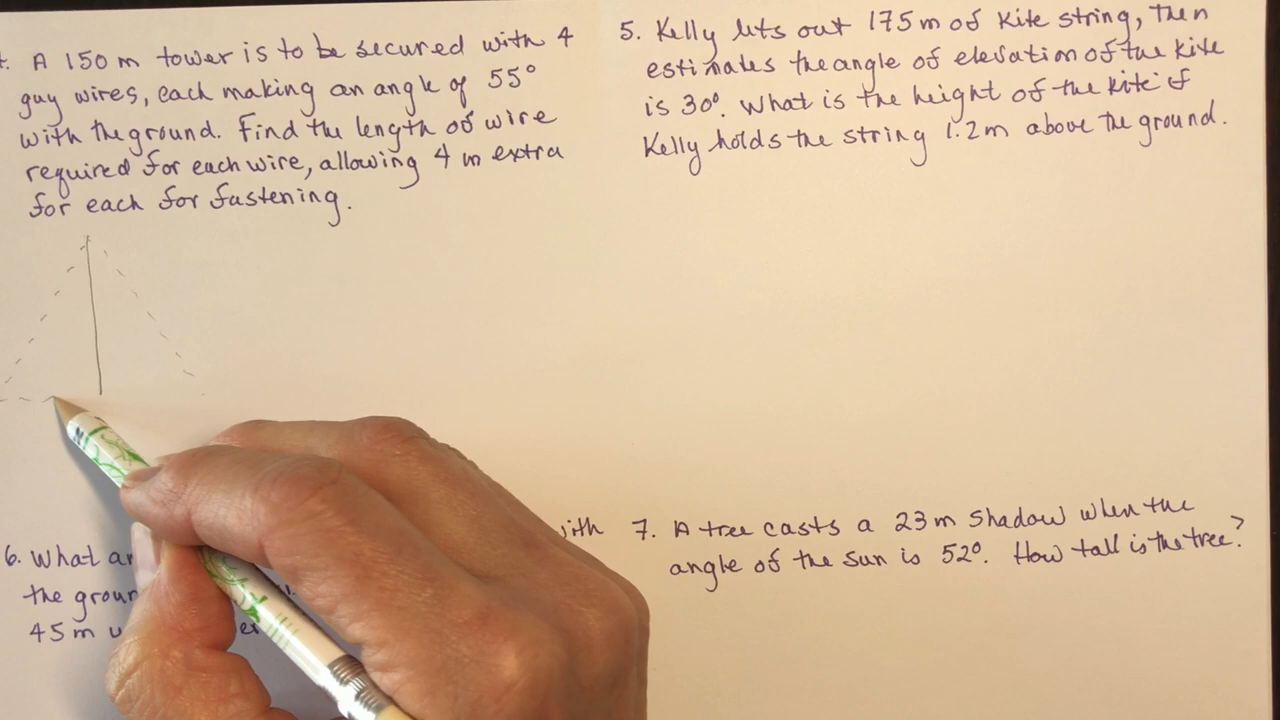 . A 150 m tower is to be secured with 4
guy wires, each making an angle of 55°
with the ground. Find the length of wire
required for each wire, allowing 4 m extra
for each for fastening.
5. Kelly lets out 175 m of kite string, then
estimates the angle of elevation of the kite
is 30°. What is the height of the kite if
Kelly holds the string 1.2 m above the ground.
6. What
with
the
45 m
7. A tree casts a 23 m shadow when the
angle of the sun is 52°. How tall is the tree?